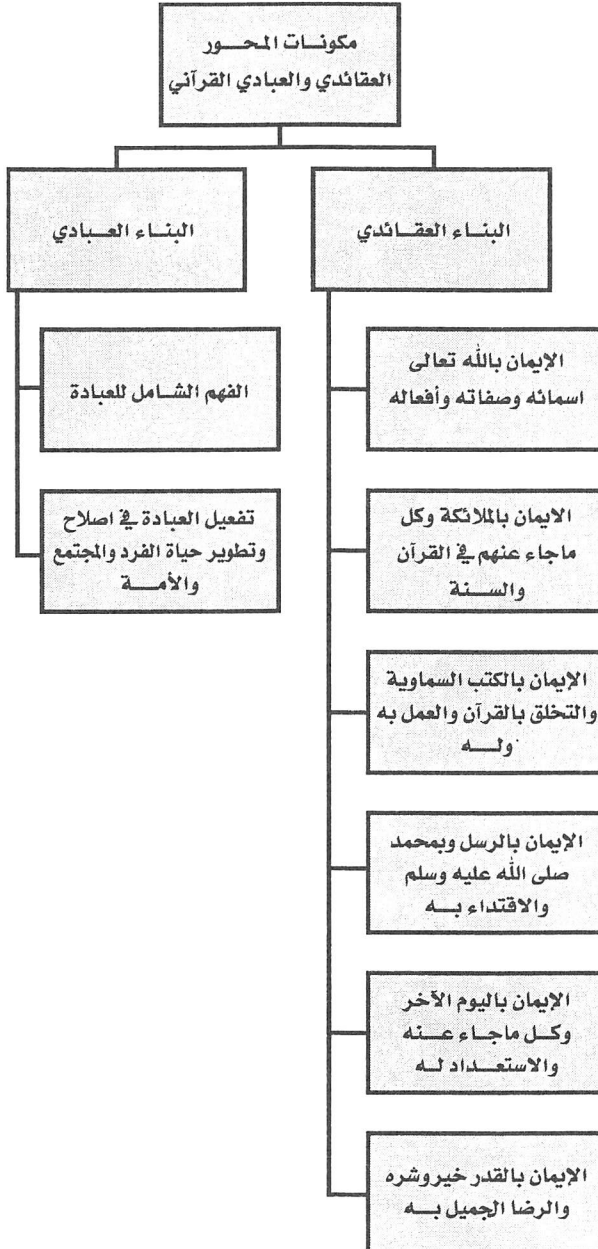 مكونات المحور
العقائدي والعبادي القرآني
البناء العقائدي
الإيمان بالله تعالى
اسمائه وصفاته وأفعاله
الايمان بالملائكة وكل
ماجاء عنهم في القرآن
والسنة
الإيمان بالكتب السماوية
والتخلق بالقرآن والعمل به
وله
الإيمان بالرسل وبمحمد
صلى الله عليه وسلم
والاقتداء به
الإيمان باليوم الآخر
وكل ماجاء عنه
والاستعداد له
الإيمان بالقدر خيره وشره
والرضا الجميل به
البناء العبادي
الفهم الشامل للعبادة
تفعيل العبادة في اصلاح
وتطوير حياة الفرد والمجتمع
والأمة